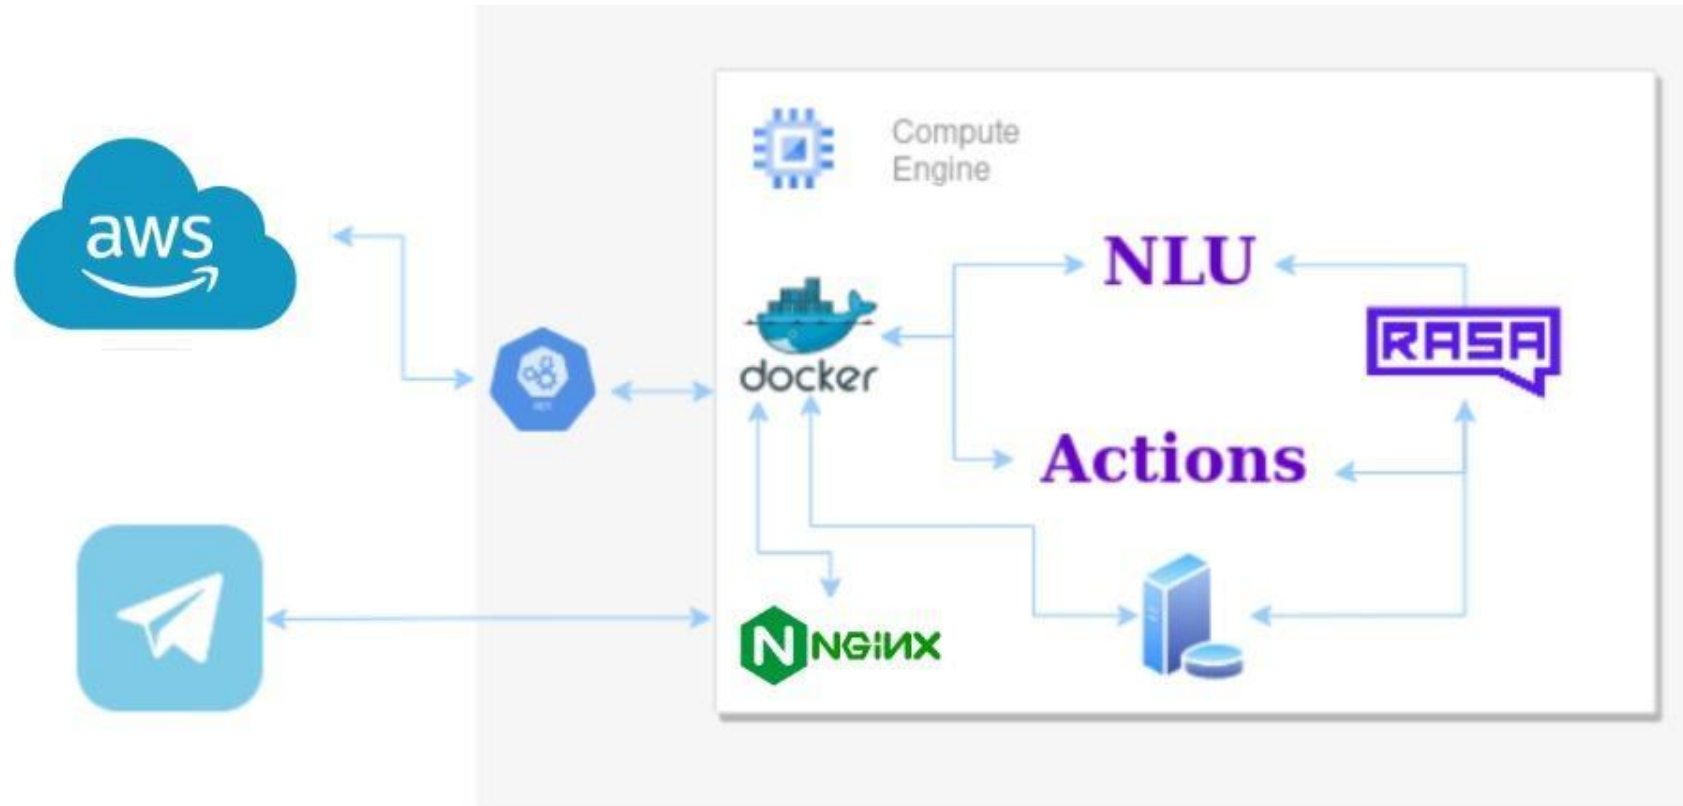 aws
Compute
Engine
docker
NLU
RASA
Actions
N NGiNX